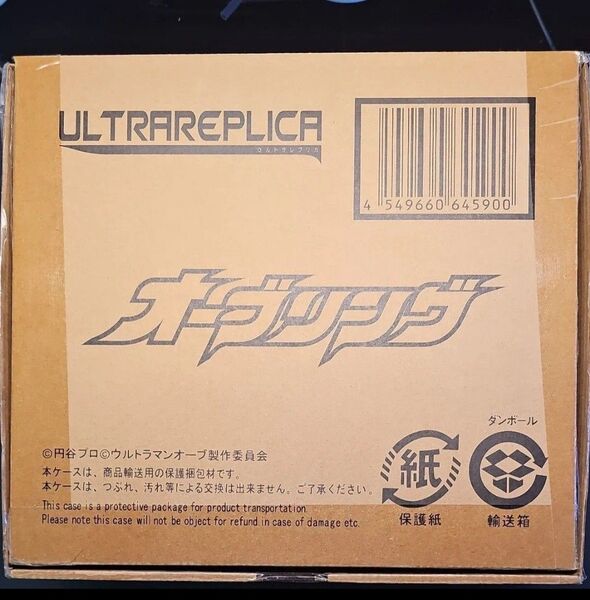 ULTRAREPLICA
ウルトラレプリカ
4 549660 645900
オーブリング
©円谷プロ©ウルトラマンオーブ製作委員会
本ケースは、商品輸送用の保護梱包材です。
本ケースは、つぶれ、汚れ等による交換は出来ません。ご了承ください。
This case is a protective package for product transportation.
Please note this case will not be object for refund in case of damage etc.
紙
保護紙
ダンボール
輸送箱